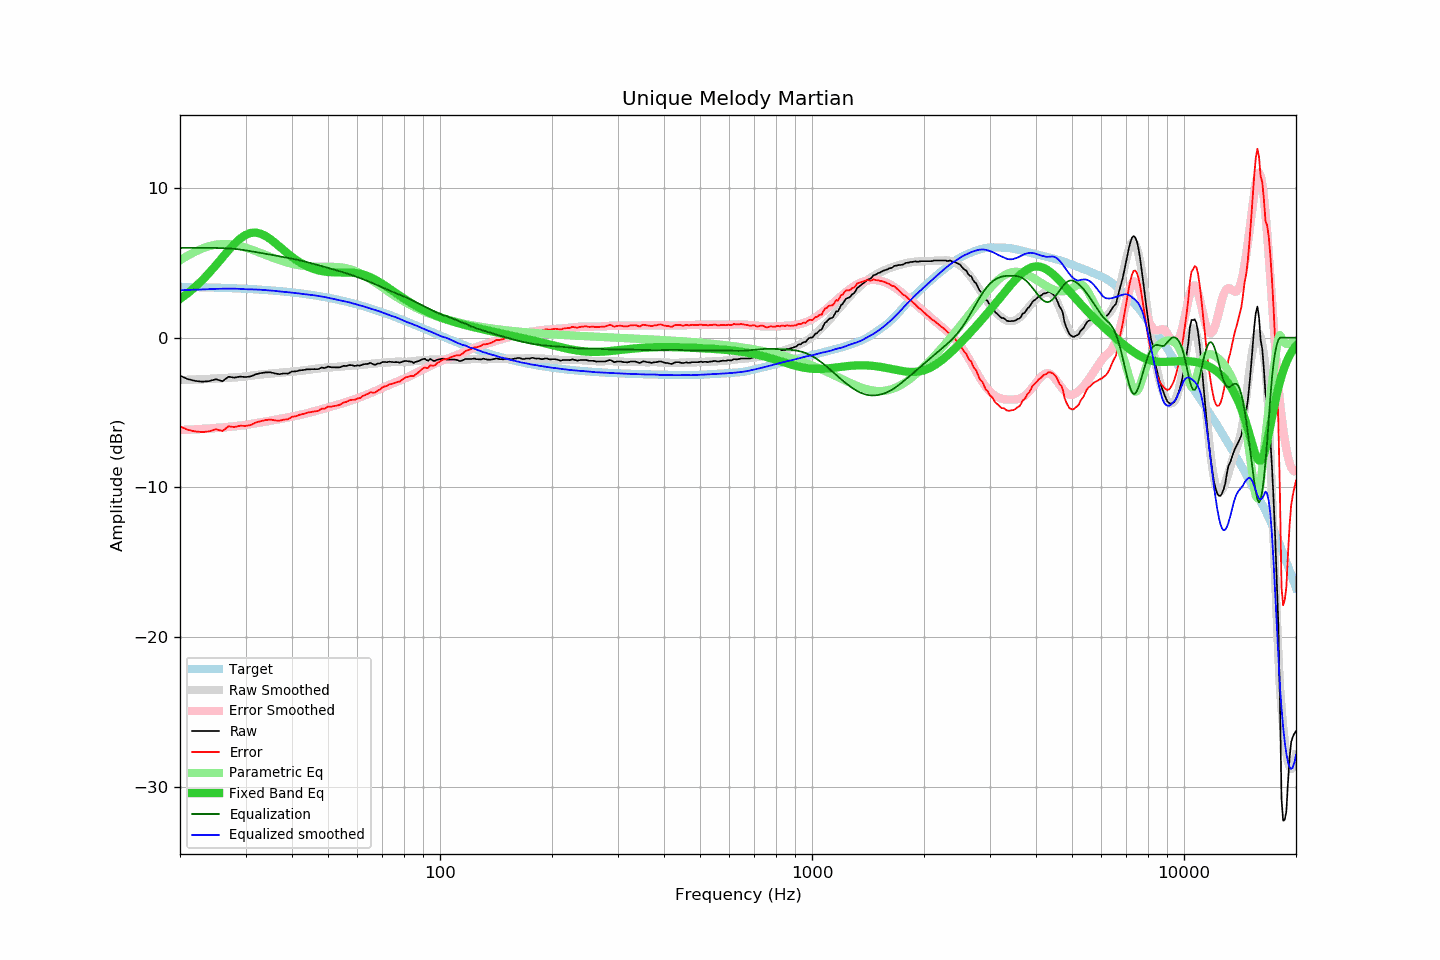 Unique Melody Martian
10
0
−10
−20
−30
Amplitude (dBr)
Target
Raw Smoothed
Error Smoothed
Raw
Error
Parametric Eq
Fixed Band Eq
Equalization
Equalized smoothed
100
1000
10000
Frequency (Hz)